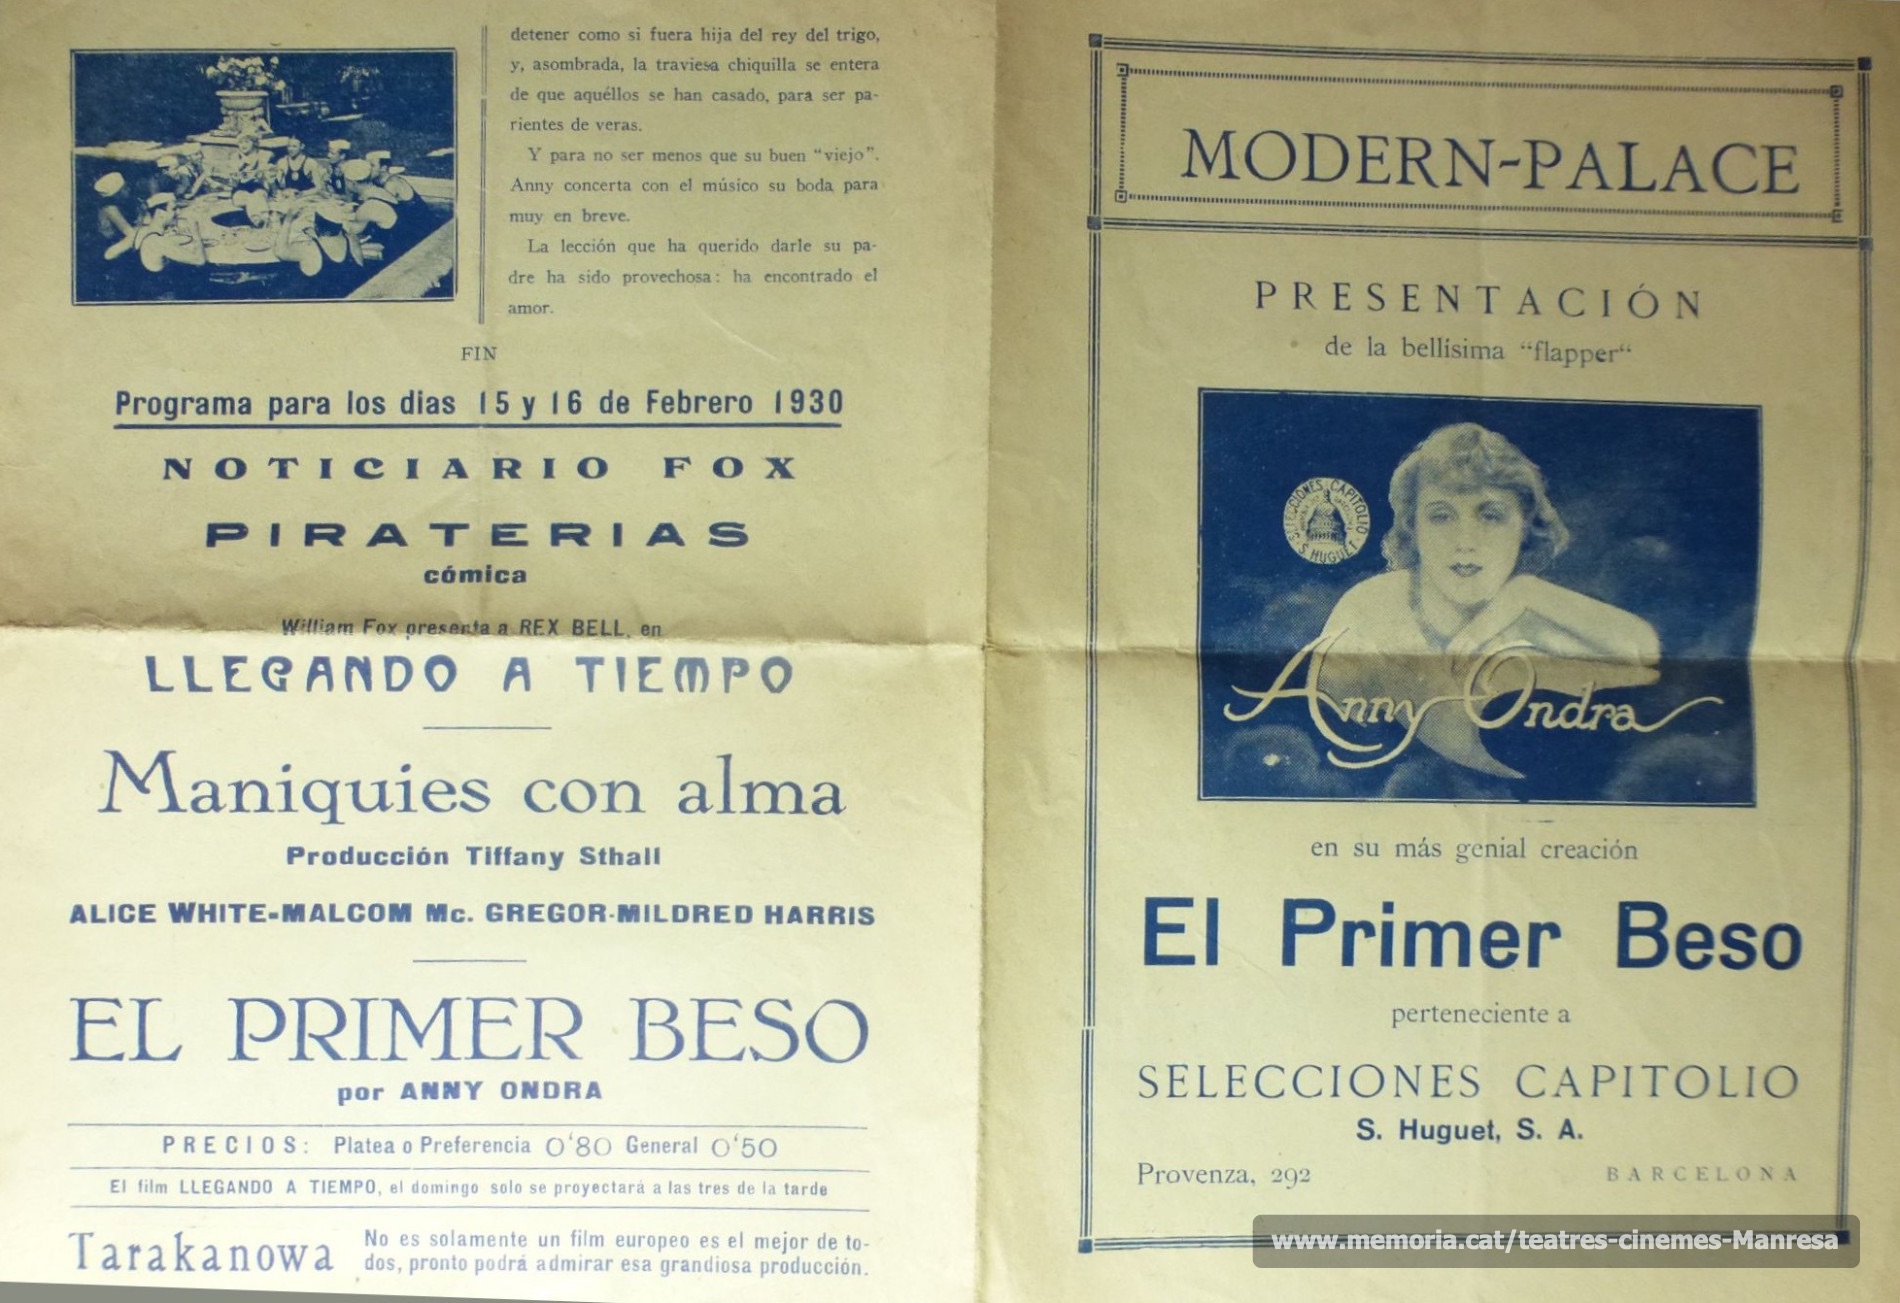 detener como si fuera hija del rey del trigo,
y, asombrada, la traviesa chiquilla se entera
de que aquéllos se han casado, para ser pa-
rientes de veras.
Y para no ser menos que su buen "viejo".
Anny concerta con el músico su boda para
muy en breve.
La lección que ha querido darle su pa-
dre ha sido provechosa: ha encontrado el
amor.
FIN
Programa para los dias 15 y 16 de Febrero 1930
NOTICIARIO FOX
PIRATERIAS
cómica
William Fox presenta a REX BELL, en
LLEGANDO A TIEMPO
Maniquies con alma
Producción Tiffany Sthall
ALICE WHITE-MALCOM Mc. GREGOR-MILDRED HARRIS
EL PRIMER BESO
por ANNY ONDRA
PRECIOS: Platea o Preferencia 0'80 General 0'50
El film LLEGANDO A TIEMPO, el domingo solo se proyectará a las tres de la tarde
Tarakanowa No es solamente un film europeo es el mejor de to-
dos, pronto podrá admirar esa grandiosa producción.
MODERN-PALACE
PRESENTACIÓN
de la bellísima “flapper“
SELECCIONES CAPITOLIO
S. HUGUET
Anny Ondra
en su más genial creación
El Primer Beso
perteneciente a
SELECCIONES CAPITOLIO
S. Huguet, S. A.
Provenza, 292 BARCELONA
www.memoria.cat/teatres-cinemes-Manresa